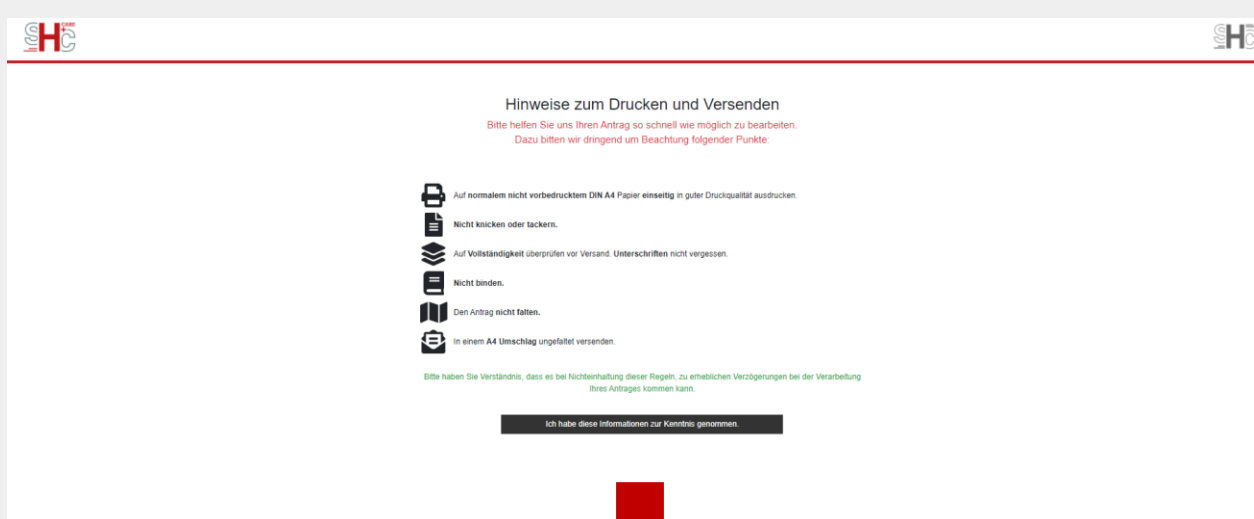 SHC CARE
SH
Hinweise zum Drucken und Versenden
Bitte helfen Sie uns Ihren Antrag so schnell wie möglich zu bearbeiten.
Dazu bitten wir dringend um Beachtung folgender Punkte:
Auf normalem nicht vorbedrucktem DIN A4 Papier einseitig in guter Druckqualität ausdrucken.
Nicht knicken oder tackern.
Auf Vollständigkeit überprüfen vor Versand. Unterschriften nicht vergessen.
Nicht binden.
Den Antrag nicht falten.
In einem A4 Umschlag ungefaltet versenden.
Bitte haben Sie Verständnis, dass es bei Nichteinhaltung dieser Regeln, zu erheblichen Verzögerungen bei der Verarbeitung
Ihres Antrages kommen kann.
Ich habe diese Informationen zur Kenntnis genommen.